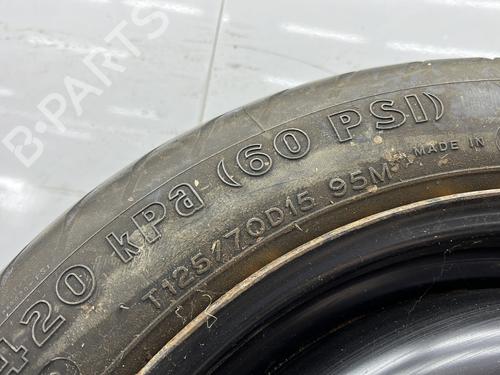 B-PARTS
420 kPa (60 PSI)
T125/70D15 95M
MADE IN